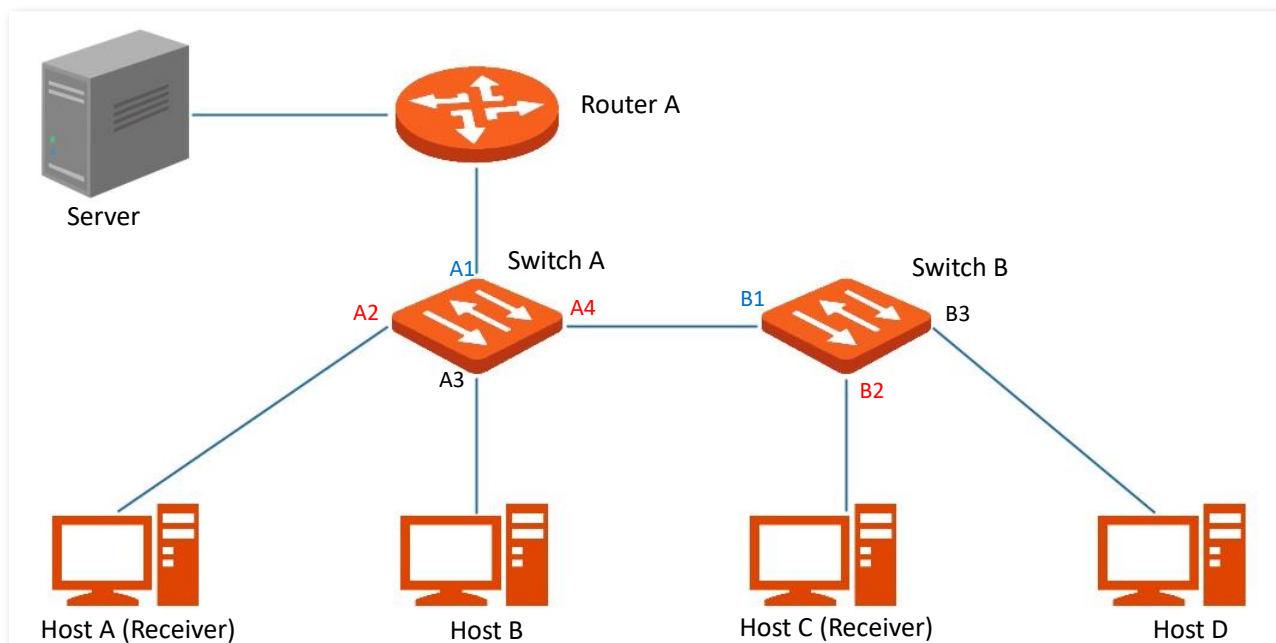 Router A
Server
Switch A
Switch B
A1
B1
A2
A4
B3
A3
B2
Host A (Receiver)
Host B
Host C (Receiver)
Host D